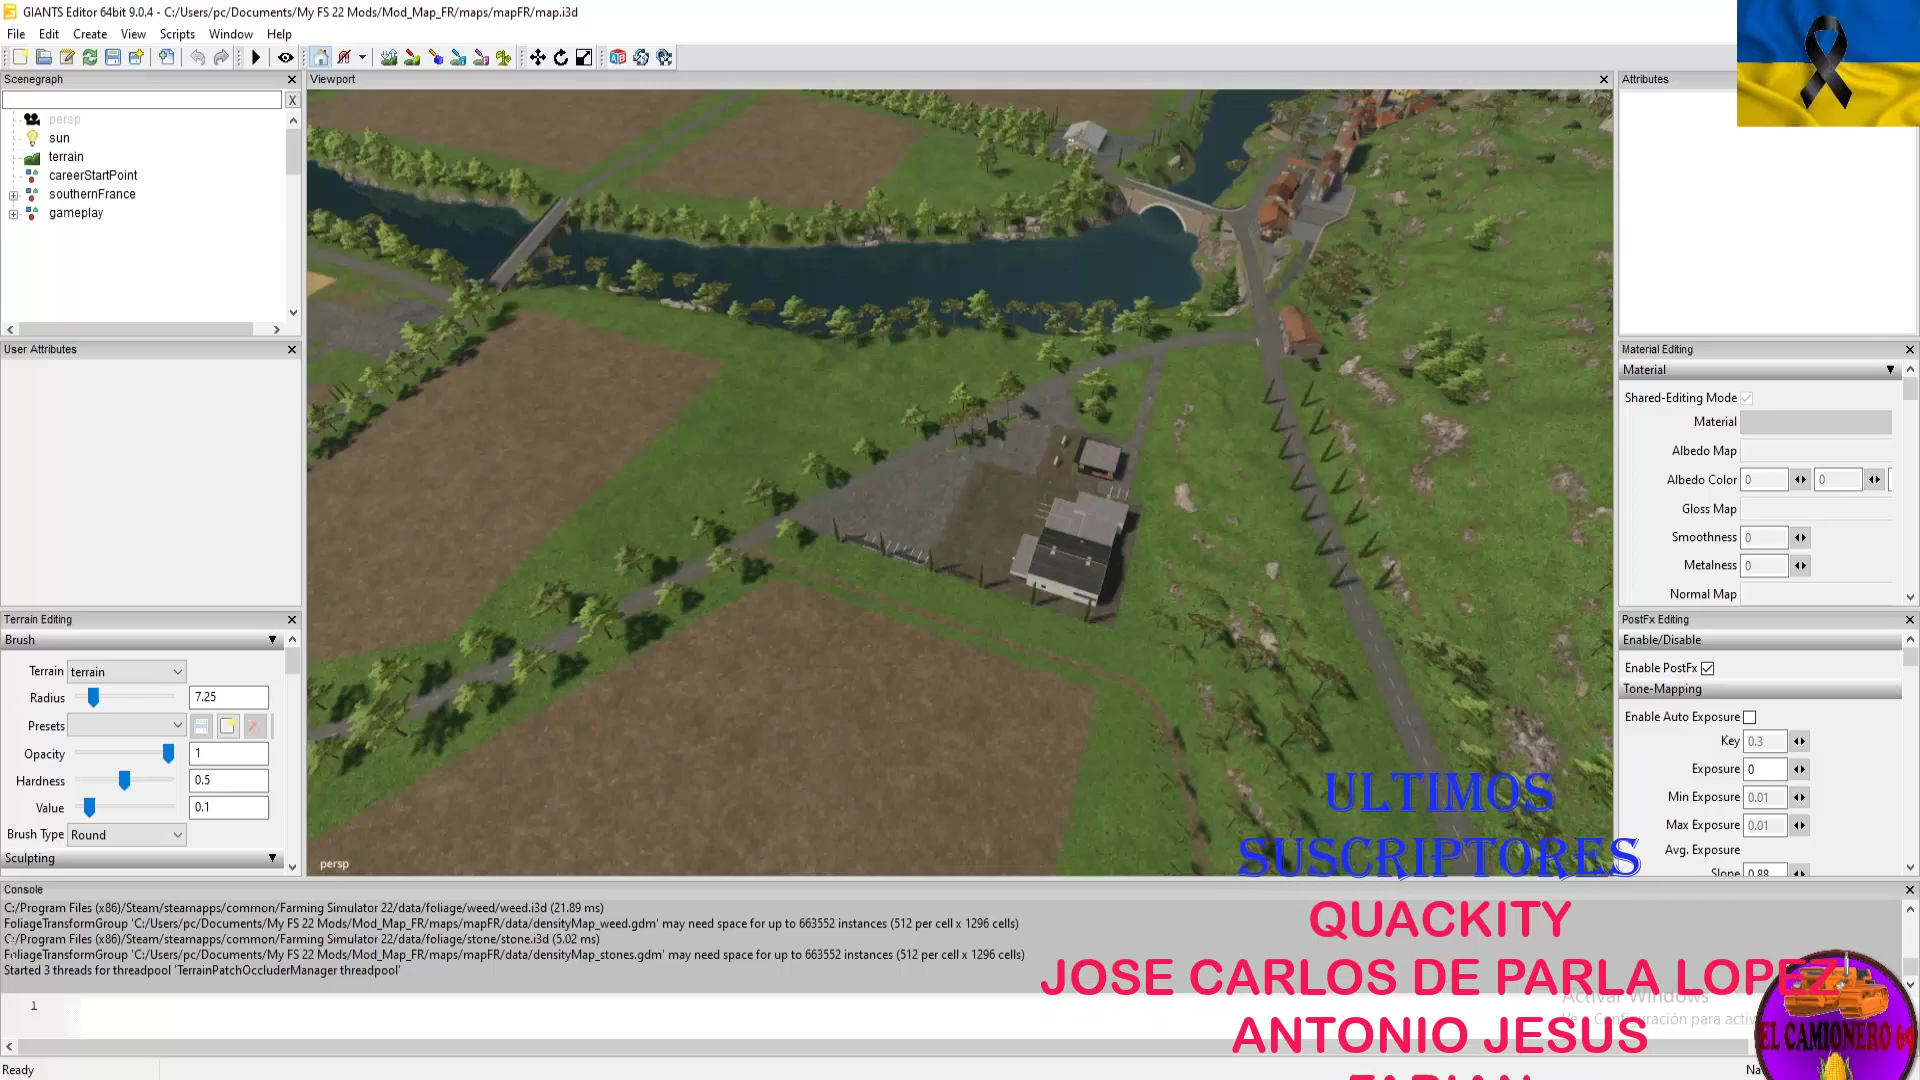 GIANTS Editor 64bit 9.0.4 - C:/Users/pc/Documents/My FS 22 Mods/Mod_Map_FR/maps/mapFR/map.i3d
File Edit Create View Scripts Window Help
Scenegraph
Viewport
Attributes
X
persp
sun
terrain
careerStartPoint
southernFrance
gameplay
User Attributes
Material Editing
Material
Shared-Editing Mode
Material
Albedo Map
Albedo Color 0 0
Gloss Map
Smoothness 0
Metalness 0
Normal Map
Terrain Editing
Brush
Terrain terrain
Radius 7.25
Presets
Opacity 1
Hardness 0.5
Value 0.1
Brush Type Round
Sculpting
persp
PostFx Editing
Enable/Disable
Enable PostFx
Tone-Mapping
Enable Auto Exposure
Key 0.3
Exposure 0
Min Exposure 0.01
Max Exposure 0.01
Avg. Exposure
Slope 0.88
Console
C:/Program Files (x86)/Steam/steamapps/common/Farming Simulator 22/data/foliage/weed/weed.i3d (21.89 ms)
FoliageTransformGroup 'C:/Users/pc/Documents/My FS 22 Mods/Mod_Map_FR/maps/mapFR/data/densityMap_weed.gdm' may need space for up to 663552 instances (512 per cell x 1296 cells)
C:/Program Files (x86)/Steam/steamapps/common/Farming Simulator 22/data/foliage/stone/stone.i3d (5.02 ms)
FoliageTransformGroup 'C:/Users/pc/Documents/My FS 22 Mods/Mod_Map_FR/maps/mapFR/data/densityMap_stones.gdm' may need space for up to 663552 instances (512 per cell x 1296 cells)
Started 3 threads for threadpool 'TerrainPatchOccluderManager threadpool'
1
Ready
ULTIMOS
SUSCRIPTORES
QUACKITY
JOSE CARLOS DE PARLA LOPEZ
ANTONIO JESUS
FABIAN
Activar Windows
Configuración para
EL CAMIONERO